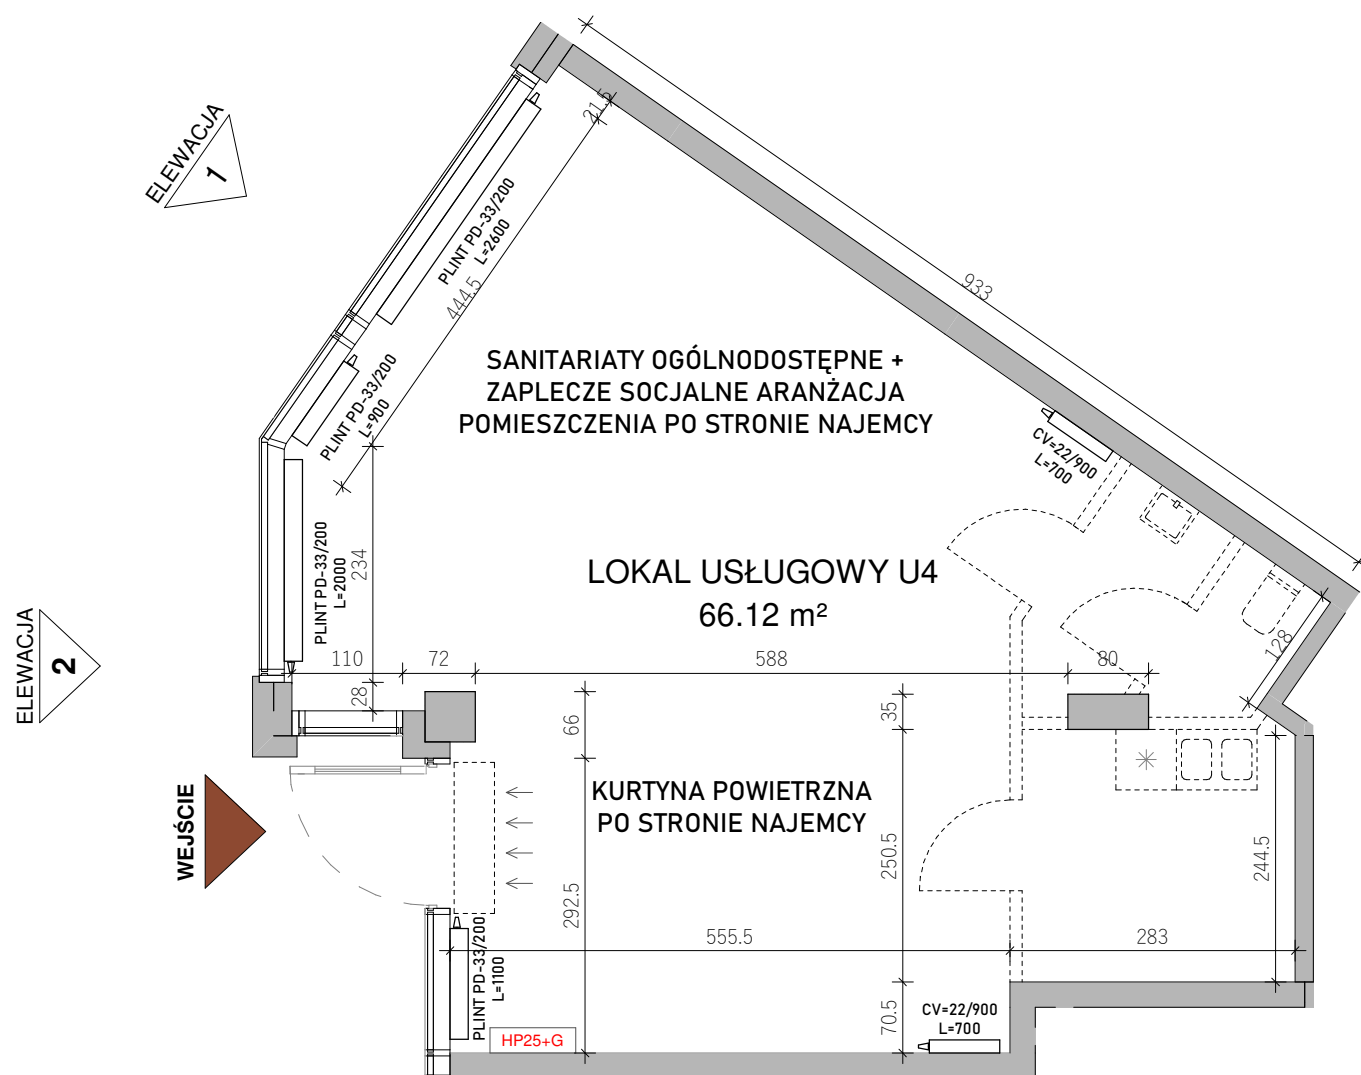 ELEWACJA
1
21.5
PLINT PD-33/200
L=2600
444.5
933
SANITARIATY OGÓLNODOSTĘPNE +
ZAPLECZE SOCJALNE ARANŻACJA
POMIESZCZENIA PO STRONIE NAJEMCY
PLINT PD-33/200
L=900
CV=22/900
L=700
PLINT PD-33/200
L=2000
234
LOKAL USŁUGOWY U4
66.12 m²
128
ELEWACJA
2
110
72
588
80
28
66
35
WEJŚCIE
KURTYNA POWIETRZNA
PO STRONIE NAJEMCY
250.5
244.5
292.5
PLINT PD-33/200
L=1100
555.5
283
70.5
CV=22/900
L=700
HP25+G